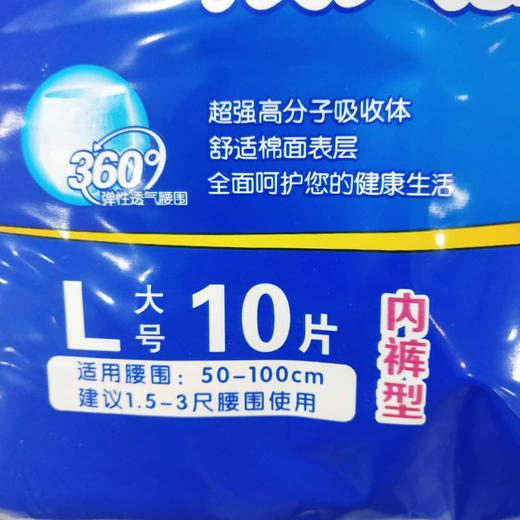 超强高分子吸收体
舒适棉面表层
全面呵护您的健康生活
360°
弹性透气腰围
L 大号 10片
内裤型
适用腰围：50-100cm
建议1.5-3尺腰围使用